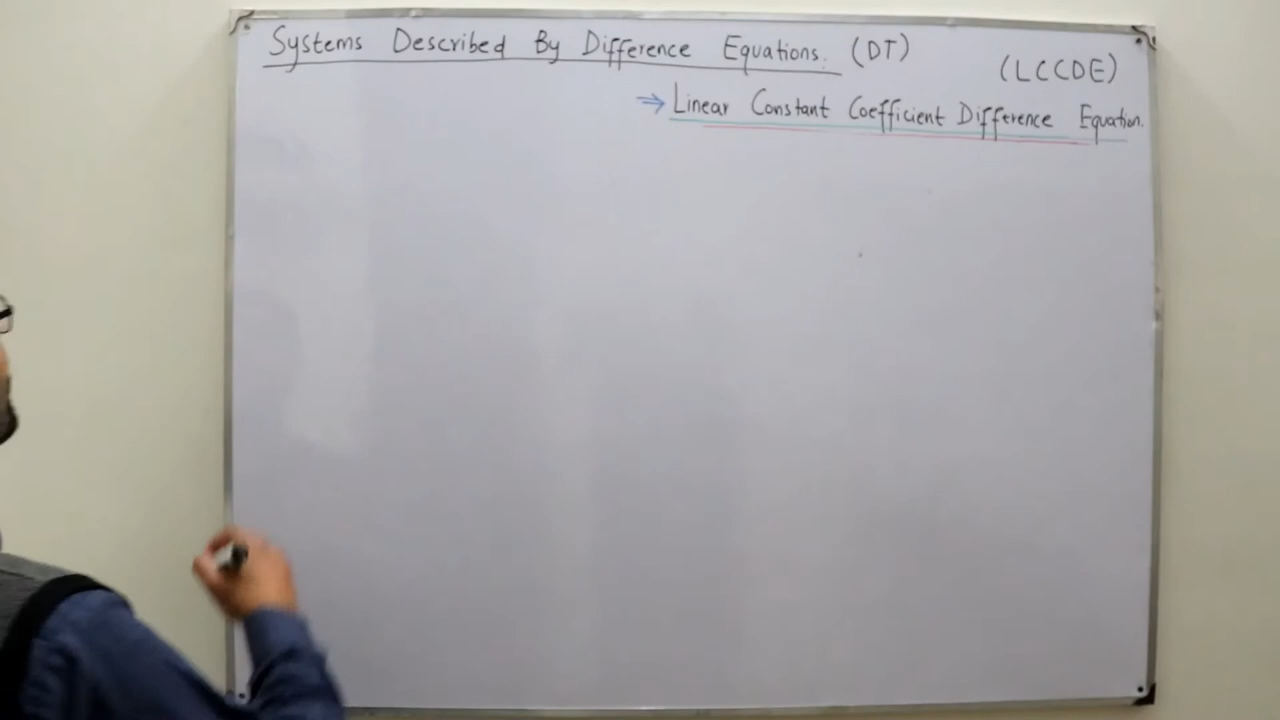 Systems Described By Difference Equations. (DT)
(LCCDE)
⇒ Linear Constant Coefficient Difference Equation.